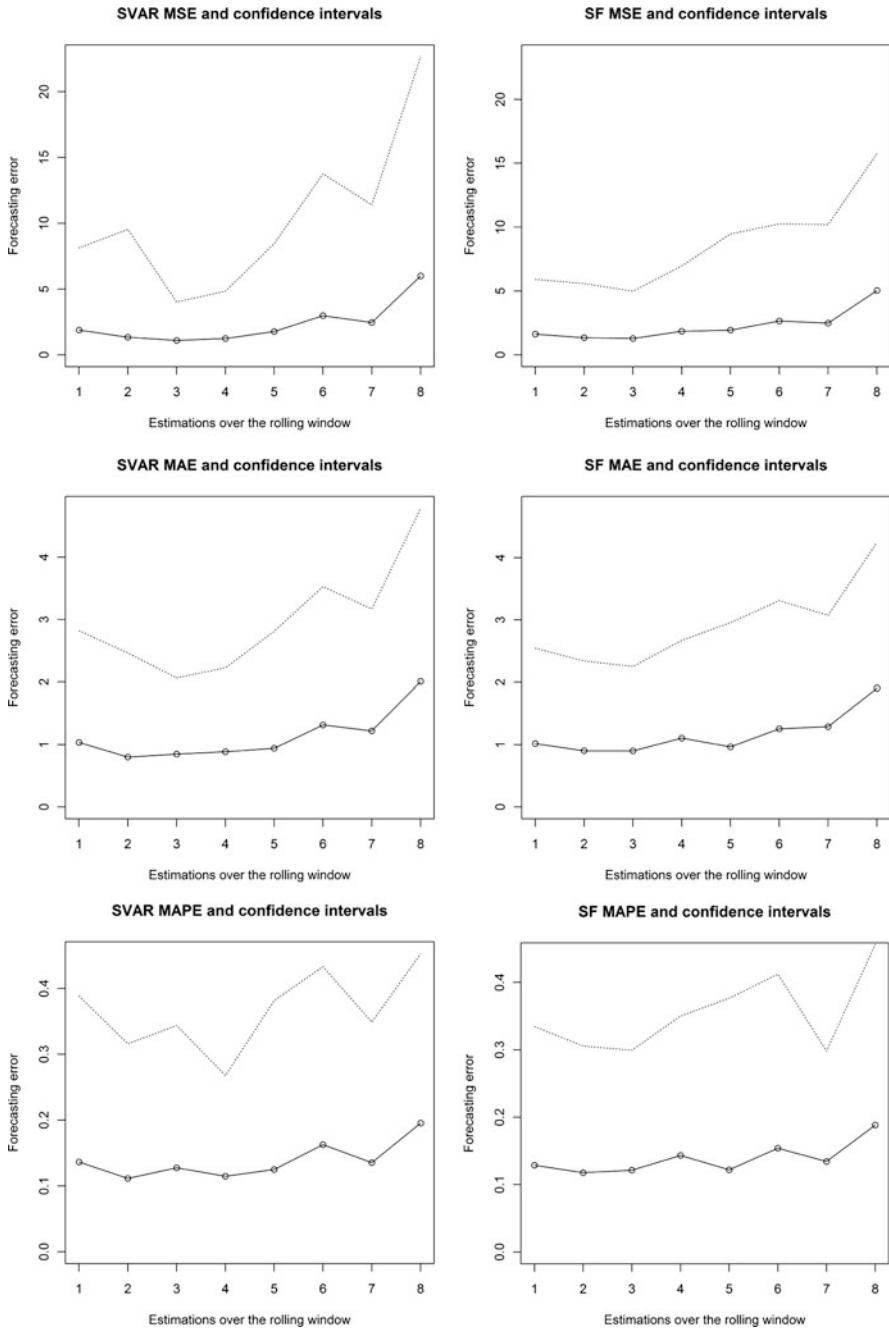 SVAR MSE and confidence intervals
Forecasting error
20
15
10
5
0
1 2 3 4 5 6 7 8
Estimations over the rolling window
SF MSE and confidence intervals
Forecasting error
20
15
10
5
0
1 2 3 4 5 6 7 8
Estimations over the rolling window
SVAR MAE and confidence intervals
Forecasting error
4
3
2
1
0
1 2 3 4 5 6 7 8
Estimations over the rolling window
SF MAE and confidence intervals
Forecasting error
4
3
2
1
0
1 2 3 4 5 6 7 8
Estimations over the rolling window
SVAR MAPE and confidence intervals
Forecasting error
0.4
0.3
0.2
0.1
0.0
1 2 3 4 5 6 7 8
Estimations over the rolling window
SF MAPE and confidence intervals
Forecasting error
0.4
0.3
0.2
0.1
0.0
1 2 3 4 5 6 7 8
Estimations over the rolling window